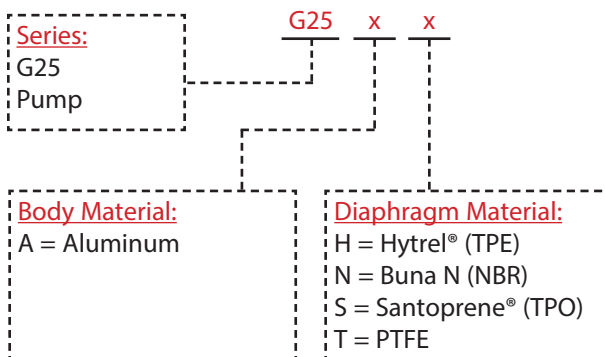 G25 x x
Series:
G25
Pump
Body Material:
A = Aluminum
Diaphragm Material:
H = Hytrel® (TPE)
N = Buna N (NBR)
S = Santoprene® (TPO)
T = PTFE